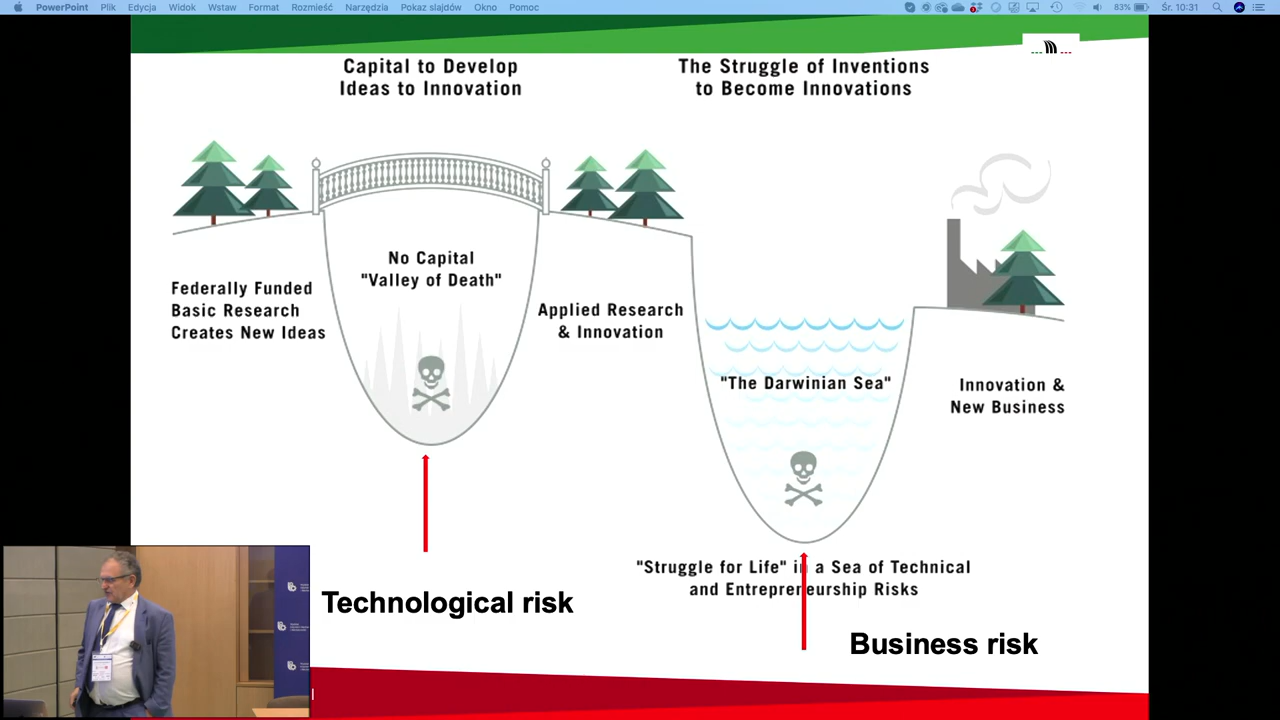 PowerPoint Plik Edycja Widok Wstaw Format Rozmieść Narzędzia Pokaz slajdów Okno Pomoc 83% Śr. 10:31
Capital to Develop
Ideas to Innovation
The Struggle of Inventions
to Become Innovations
No Capital
"Valley of Death"
Federally Funded
Basic Research
Creates New Ideas
Applied Research
& Innovation
"The Darwinian Sea"
Innovation &
New Business
"Struggle for Life" in a Sea of Technical
and Entrepreneurship Risks
Technological risk
Business risk